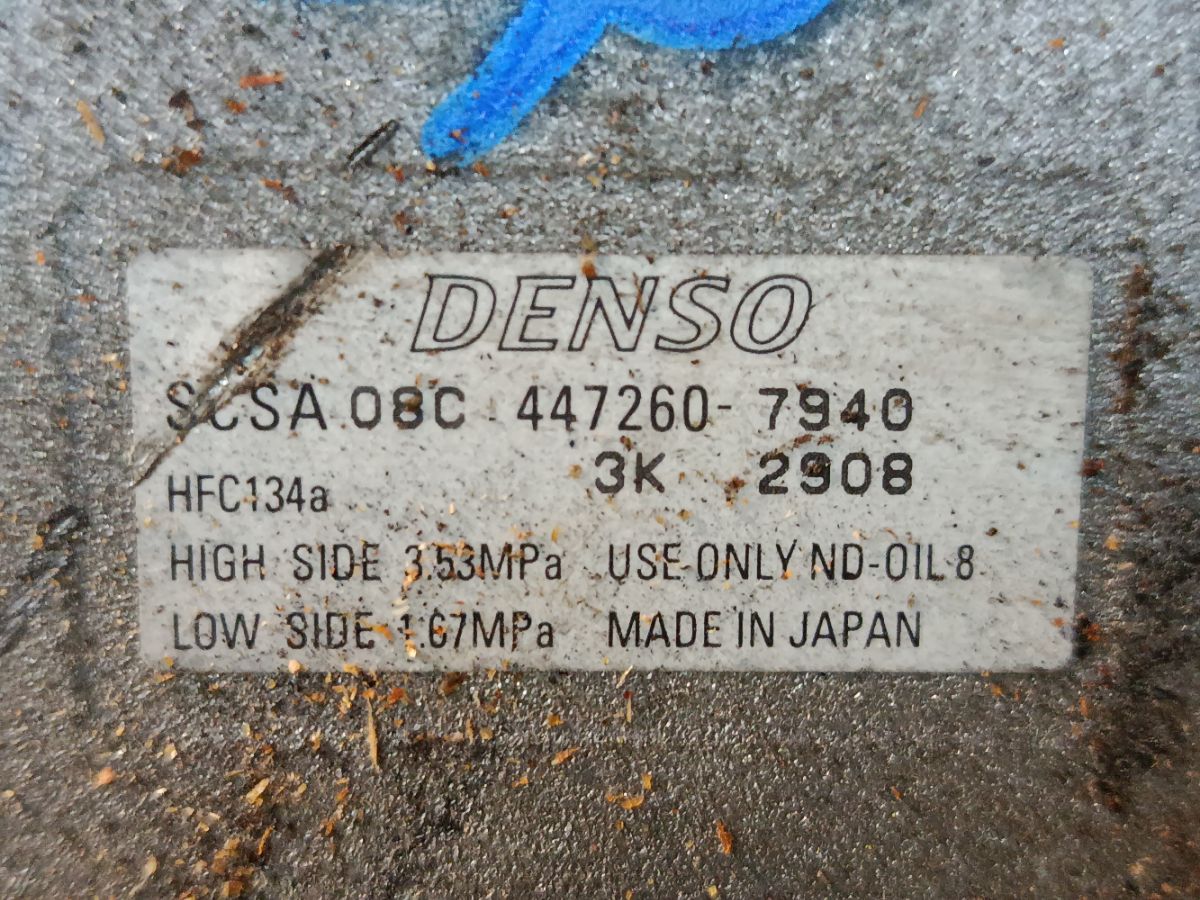 DENSO
SCSA 08C 447260-7940
3K 2908
HFC134a
HIGH SIDE 3.53MPa USE ONLY ND-OIL 8
LOW SIDE 1.67MPa MADE IN JAPAN